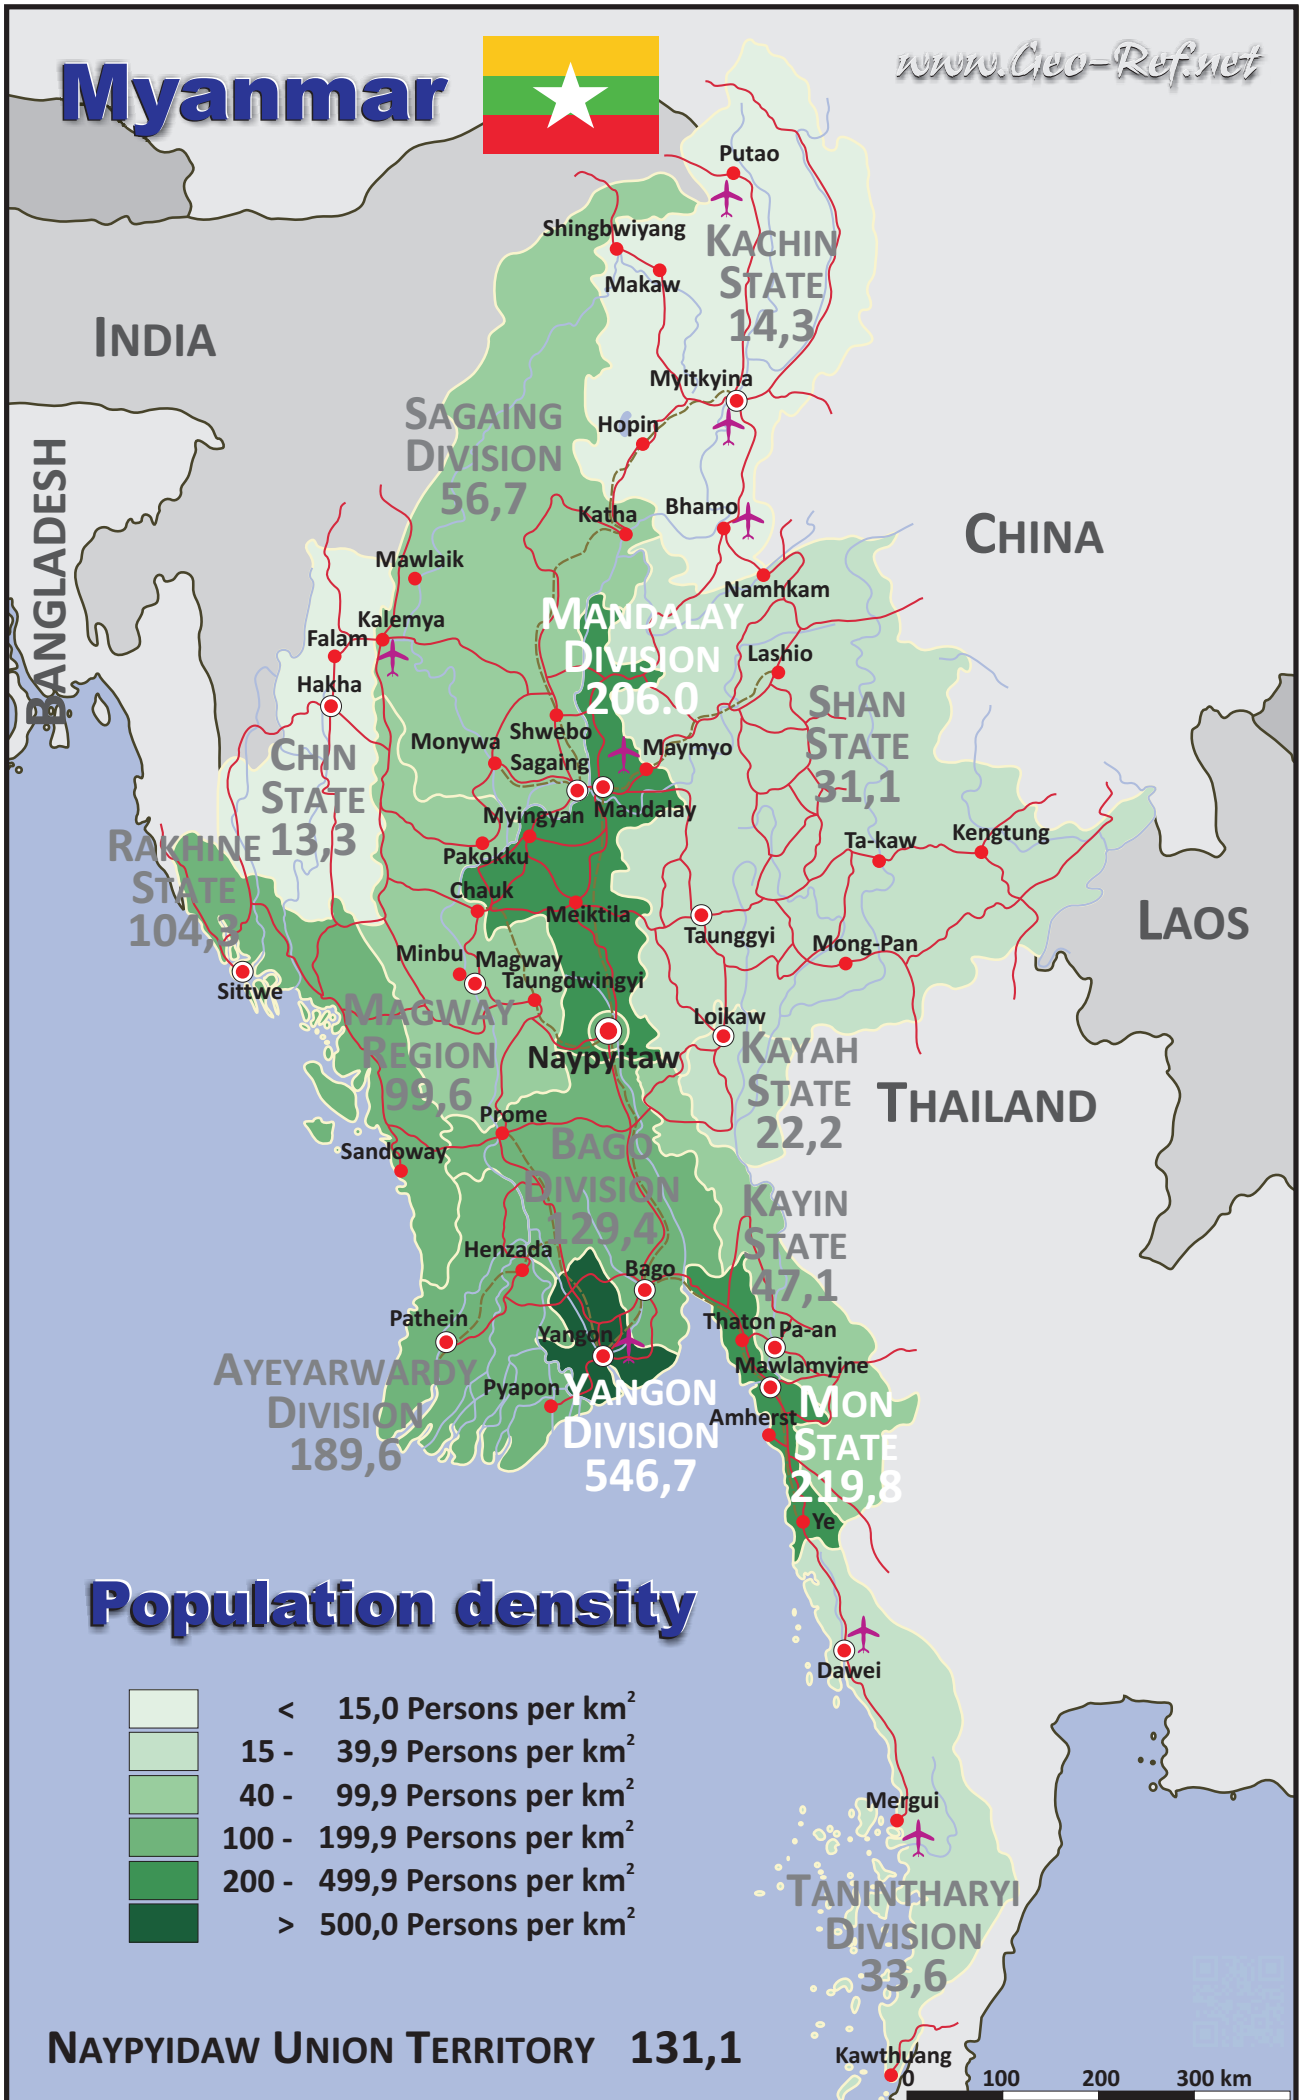 Myanmar
www.Geo-Ref.net
Putao
Shingbwiyang
Makaw
KACHIN
STATE
14,3
INDIA
Myitkyina
SAGAING
DIVISION
56,7
Hopin
BANGLADESH
Katha
Bhamo
CHINA
Mawlaik
Namhkam
MANDALAY
DIVISION
206.0
Kalemya
Falam
Lashio
Hakha
SHAN
STATE
31,1
Shwebo
Monywa
Maymyo
CHIN
STATE
13,3
Sagaing
Mandalay
Myingyan
RAKHINE
STATE
104,3
Pakokku
Ta-kaw
Kengtung
Chauk
Meiktila
LAOS
Taunggyi
Mong-Pan
Minbu
Magway
Taungdwingyi
Sittwe
MAGWAY
REGION
99,6
Loikaw
Naypyitaw
KAYAH
STATE
22,2
THAILAND
Prome
Sandoway
BAGO
DIVISION
129,4
KAYIN
STATE
47,1
Henzada
Bago
Pathein
Yangon
Thaton
Pa-an
AYEYARWARDY
DIVISION
189,6
Mawlamyine
Pyapon
YANGON
DIVISION
546,7
Amherst
MON
STATE
219,8
Ye
Population density
Dawei
< 15,0 Persons per km²
15 - 39,9 Persons per km²
40 - 99,9 Persons per km²
100 - 199,9 Persons per km²
200 - 499,9 Persons per km²
> 500,0 Persons per km²
Mergui
TANINTHARYI
DIVISION
33,6
NAYPYIDAW UNION TERRITORY 131,1
Kawthuang
0 100 200 300 km